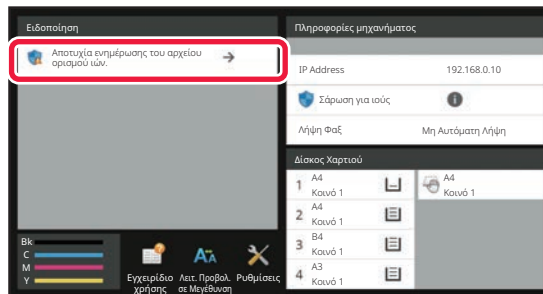 Ειδοποίηση
Αποτυχία ενημέρωσης του αρχείου
ορισμού ιών.
Πληροφορίες μηχανήματος
IP Address 192.168.0.10
Σάρωση για ιούς
Λήψη Φαξ Μη Αυτόματη Λήψη
Δίσκος Χαρτιού
1 A4
Κοινό 1
A4
Κοινό 1
2 A4
Κοινό 1
3 B4
Κοινό 1
4 A3
Κοινό 1
Bk
C
M
Y
Εγχειρίδιο
χρήσης
Λειτ. Προβολ.
σε Μεγέθυνση
Ρυθμίσεις